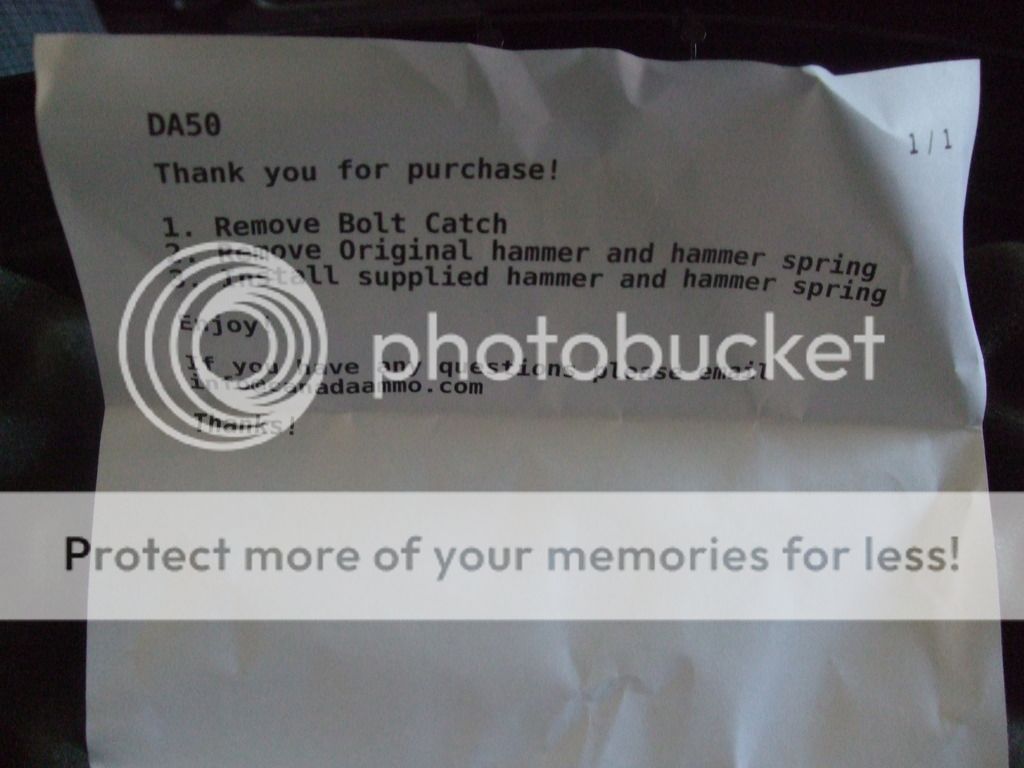 DA50
1/1
Thank you for purchase!
1. Remove Bolt Catch
2. Remove Original hammer and hammer spring
3. Install supplied hammer and hammer spring
Enjoy!
If you have any questions please email
info@canadaammo.com
Thanks!
photobucket
Protect more of your memories for less!